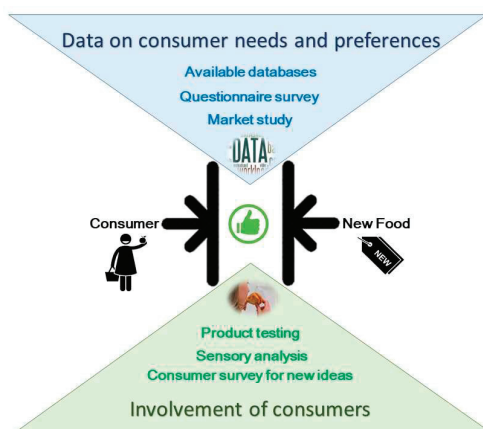 Data on consumer needs and preferences
Available databases
Questionnaire survey
Market study
DATA
Consumer
New Food
NEW
Product testing
Sensory analysis
Consumer survey for new ideas
Involvement of consumers